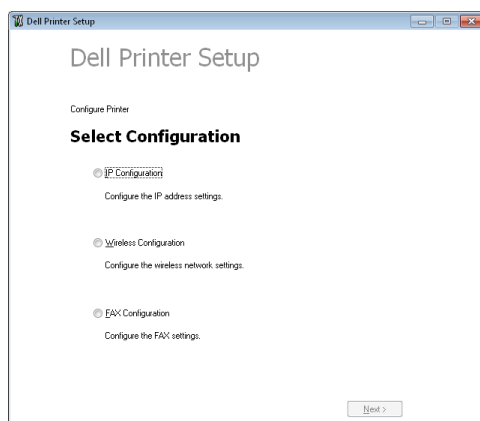 Dell Printer Setup
Dell Printer Setup
Configure Printer
Select Configuration
IP Configuration
Configure the IP address settings.
Wireless Configuration
Configure the wireless network settings.
FAX Configuration
Configure the FAX settings.
Next >